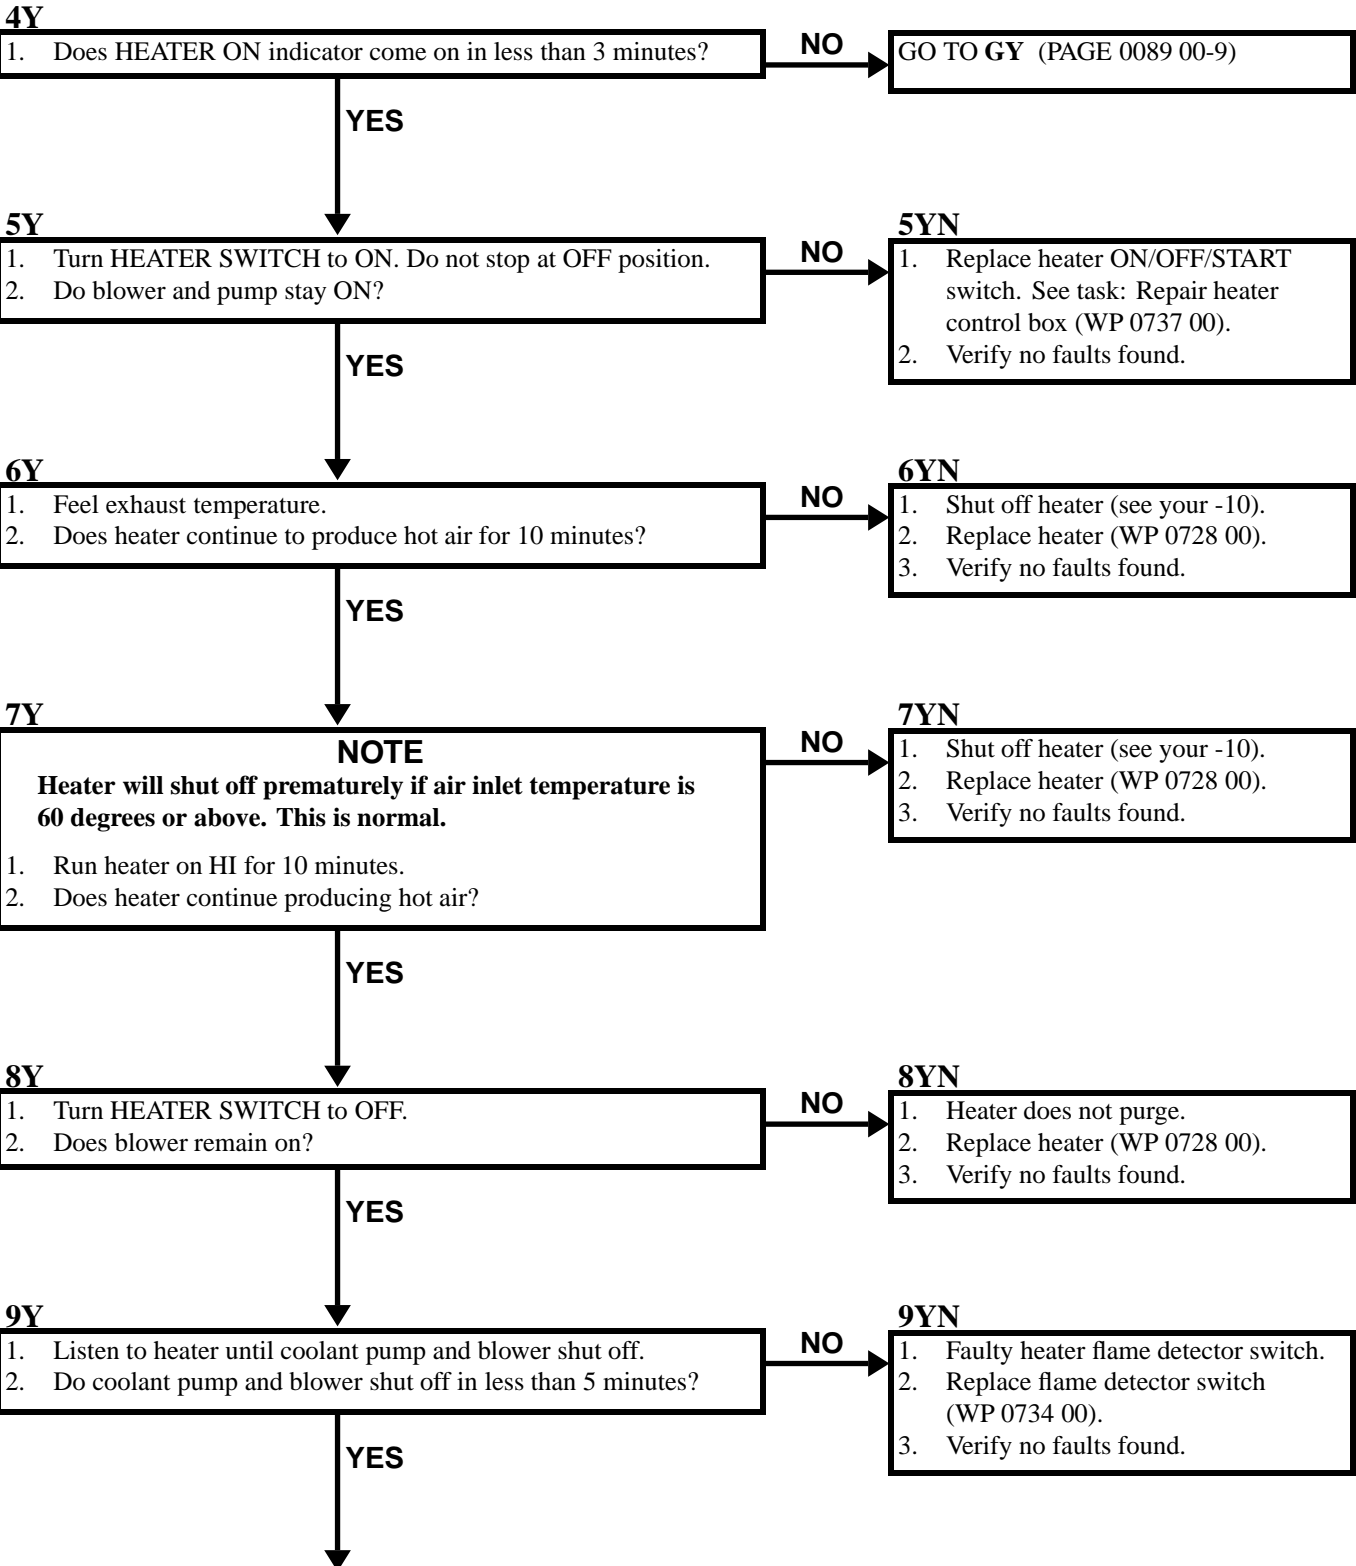 4Y
1. Does HEATER ON indicator come on in less than 3 minutes?
NO
GO TO GY (PAGE 0089 00-9)
YES
5Y
1. Turn HEATER SWITCH to ON. Do not stop at OFF position.
2. Do blower and pump stay ON?
NO
5YN
1. Replace heater ON/OFF/START
switch. See task: Repair heater
control box (WP 0737 00).
2. Verify no faults found.
YES
6Y
1. Feel exhaust temperature.
2. Does heater continue to produce hot air for 10 minutes?
NO
6YN
1. Shut off heater (see your -10).
2. Replace heater (WP 0728 00).
3. Verify no faults found.
YES
7Y
NOTE
Heater will shut off prematurely if air inlet temperature is
60 degrees or above. This is normal.
1. Run heater on HI for 10 minutes.
2. Does heater continue producing hot air?
NO
7YN
1. Shut off heater (see your -10).
2. Replace heater (WP 0728 00).
3. Verify no faults found.
YES
8Y
1. Turn HEATER SWITCH to OFF.
2. Does blower remain on?
NO
8YN
1. Heater does not purge.
2. Replace heater (WP 0728 00).
3. Verify no faults found.
YES
9Y
1. Listen to heater until coolant pump and blower shut off.
2. Do coolant pump and blower shut off in less than 5 minutes?
NO
9YN
1. Faulty heater flame detector switch.
2. Replace flame detector switch
(WP 0734 00).
3. Verify no faults found.
YES